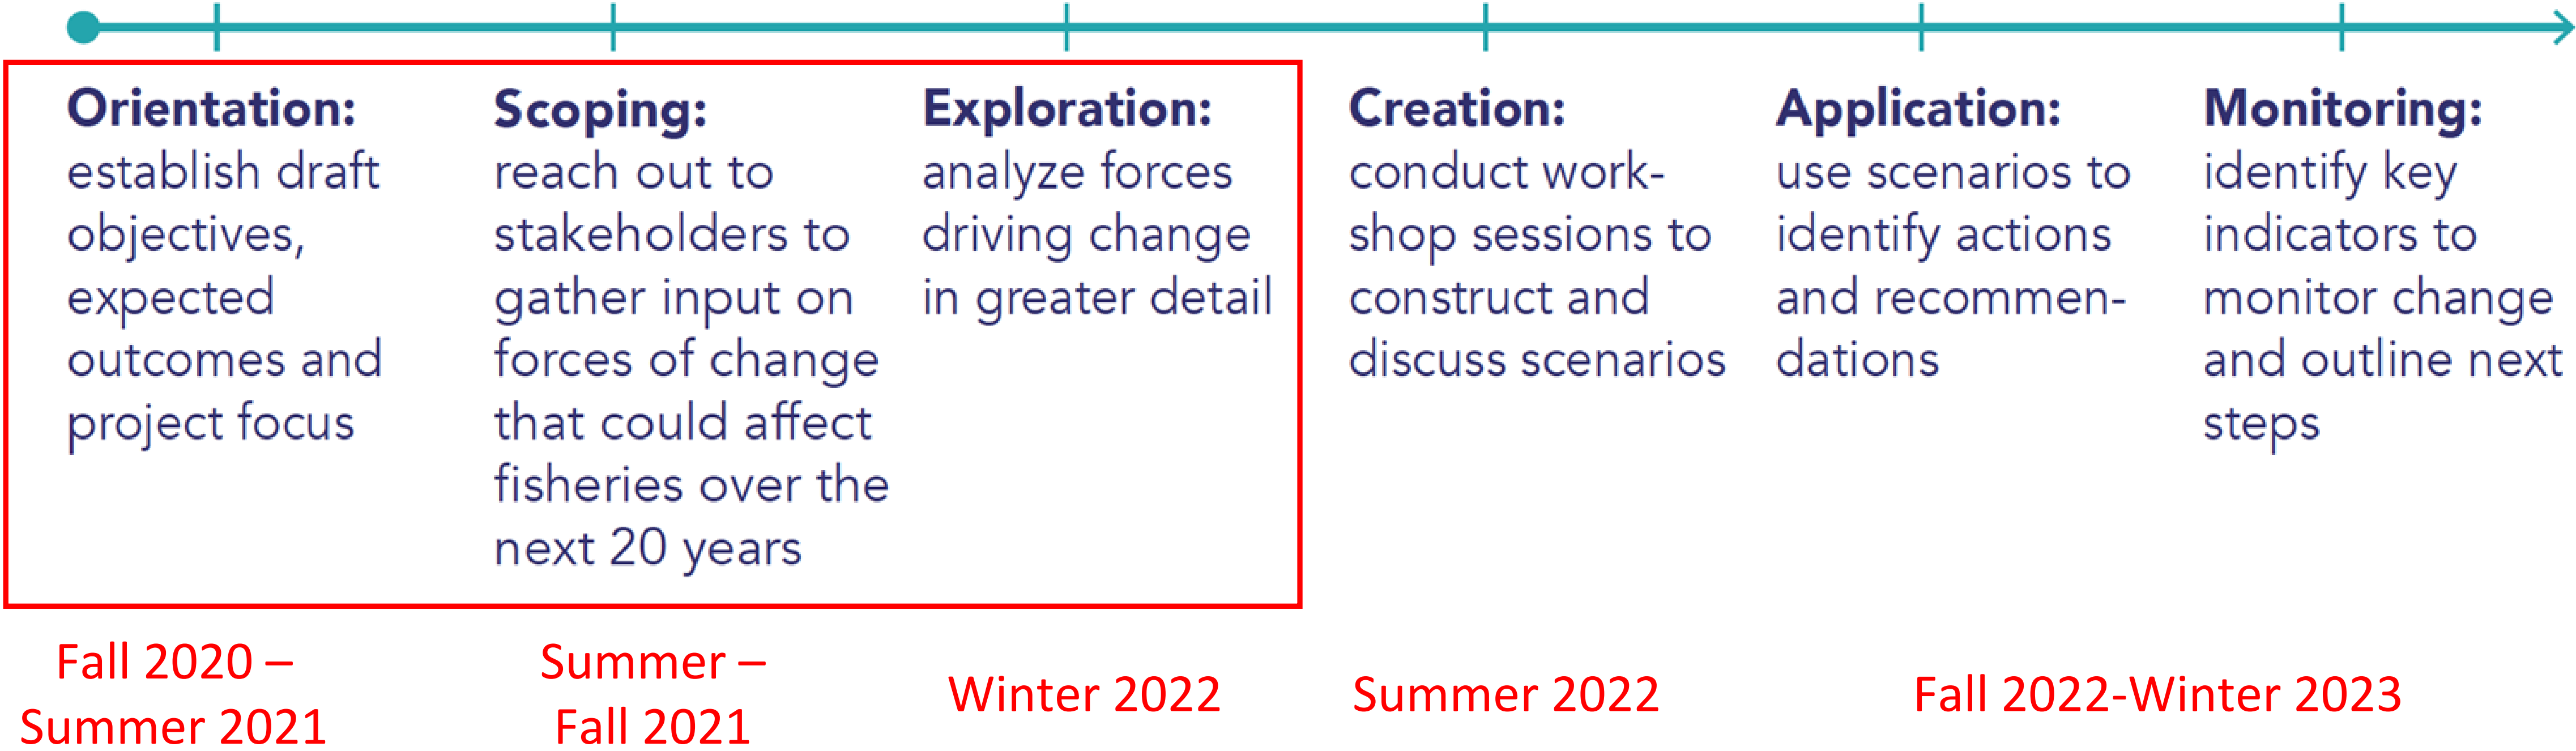 Orientation:
establish draft
objectives,
expected
outcomes and
project focus
Scoping:
reach out to
stakeholders to
gather input on
forces of change
that could affect
fisheries over the
next 20 years
Exploration:
analyze forces
driving change
in greater detail
Creation:
conduct work-
shop sessions to
construct and
discuss scenarios
Application:
use scenarios to
identify actions
and recommen-
dations
Monitoring:
identify key
indicators to
monitor change
and outline next
steps
Fall 2020 –
Summer 2021
Summer –
Fall 2021
Winter 2022
Summer 2022
Fall 2022-Winter 2023